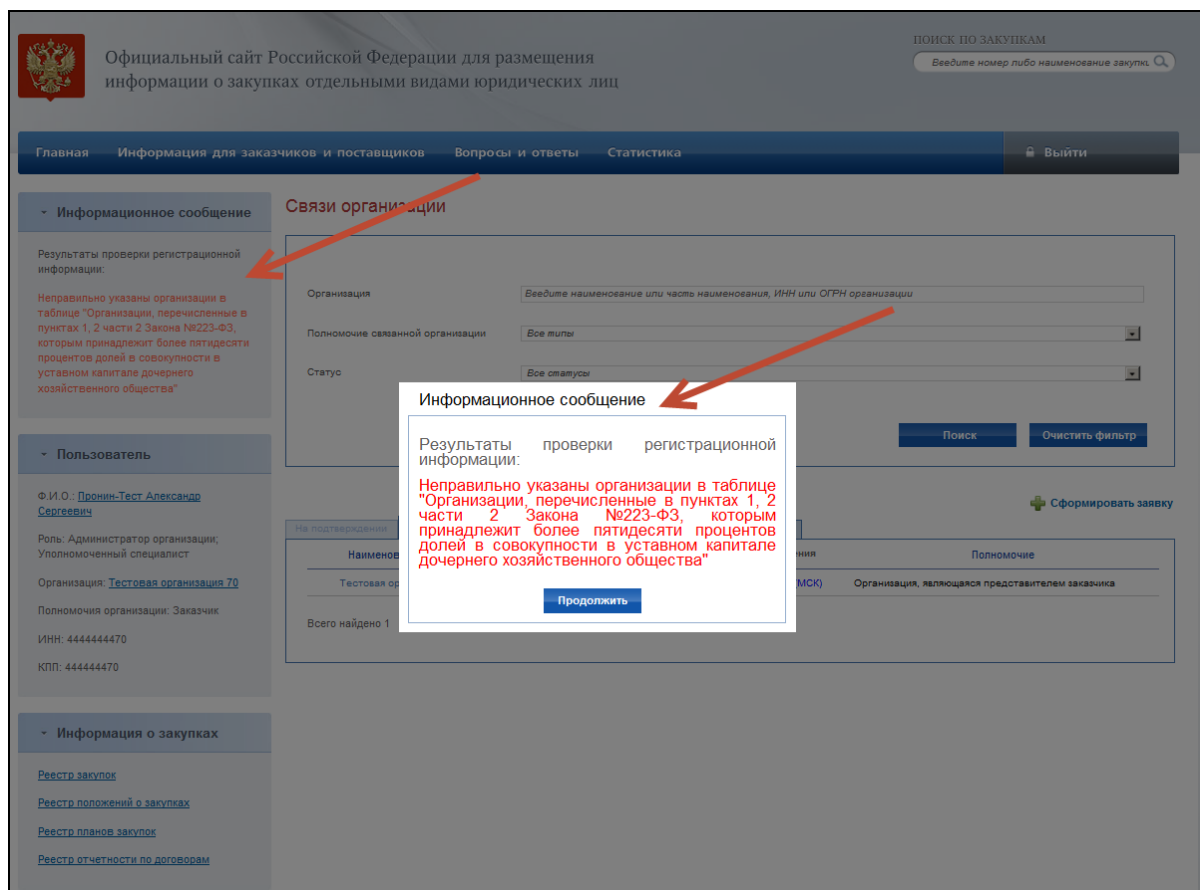 Официальный сайт Российской Федерации для размещения
информации о закупках отдельными видами юридических лиц
ПОИСК ПО ЗАКУПКАМ
Введите номер либо наименование закупки
Главная Информация для заказчиков и поставщиков Вопросы и ответы Статистика Выйти
Информационное сообщение
Результаты проверки регистрационной
информации:
Неправильно указаны организации в
таблице "Организации, перечисленные в
пунктах 1, 2 части 2 Закона №223-ФЗ,
которым принадлежит более пятидесяти
процентов долей в совокупности в
уставном капитале дочернего
хозяйственного общества"
Пользователь
Ф.И.О.: Пронин-Тест Александр
Сергеевич
Роль: Администратор организации;
Уполномоченный специалист
Организация: Тестовая организация 70
Полномочия организации: Заказчик
ИНН: 4444444470
КПП: 444444470
Информация о закупках
Реестр закупок
Реестр положений о закупках
Реестр планов закупок
Реестр отчетности по договорам
Связи организации
Организация Введите наименование или часть наименования, ИНН или ОГРН организации
Полномочие связанной организации Все типы
Статус Все статусы
Поиск Очистить фильтр
Сформировать заявку
На подтверждении
Полномочие
(МСК) Организация, являющаяся представителем заказчика
Всего найдено 1
Информационное сообщение
Результаты проверки регистрационной
информации:
Неправильно указаны организации в таблице
"Организации, перечисленные в пунктах 1, 2
части 2 Закона №223-ФЗ, которым
принадлежит более пятидесяти процентов
долей в совокупности в уставном капитале
дочернего хозяйственного общества"
Продолжить